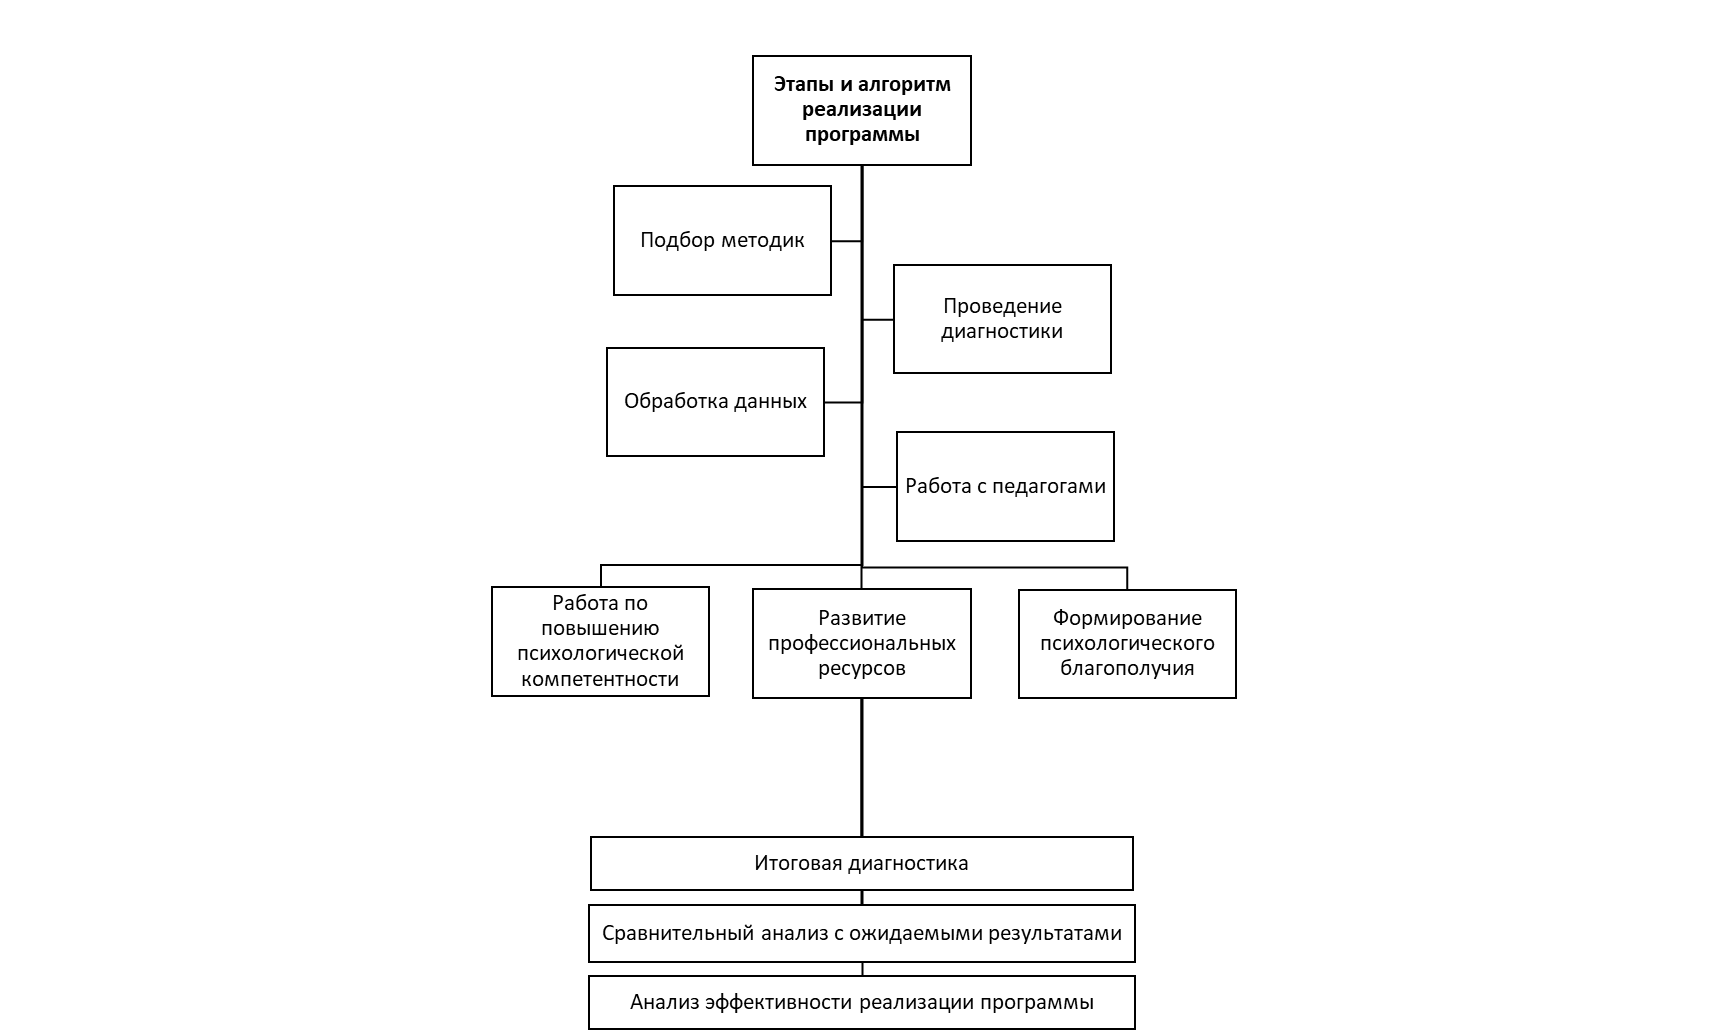 Этапы и алгоритм
реализации
программы
Подбор методик
Проведение
диагностики
Обработка данных
Работа с педагогами
Работа по
повышению
психологической
компетентности
Развитие
профессиональных
ресурсов
Формирование
психологического
благополучия
Итоговая диагностика
Сравнительный анализ с ожидаемыми результатами
Анализ эффективности реализации программы